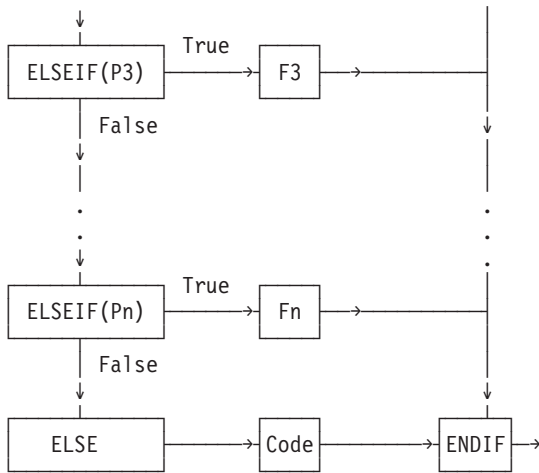 True
ELSEIF(P3) F3
False
True
ELSEIF(Pn) Fn
False
ELSE Code ENDIF